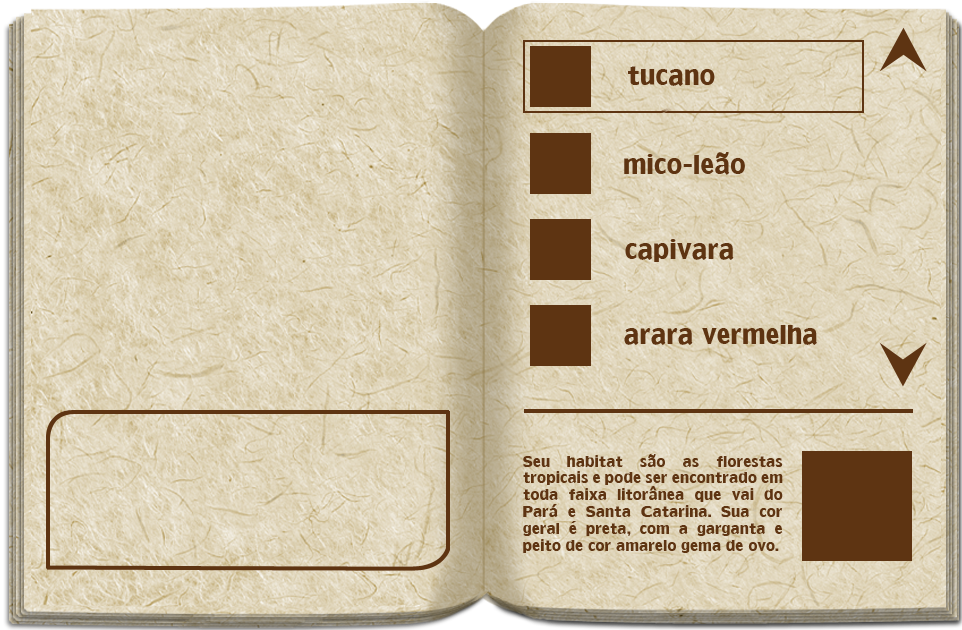 tucano
mico-leão
capivara
arara vermelha
Seu habitat são as florestas
tropicais e pode ser encontrado em
toda faixa litorânea que vai do
Pará e Santa Catarina. Sua cor
geral é preta, com a garganta e
peito de cor amarelo gema de ovo.